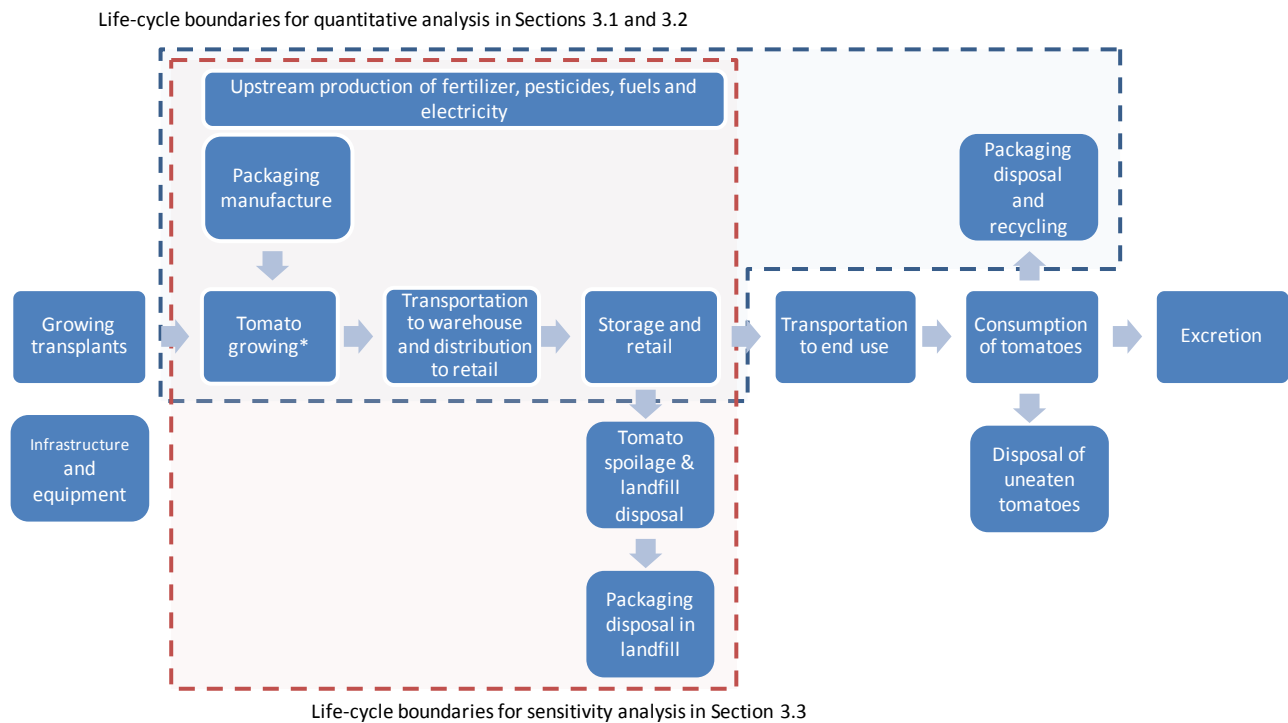 Life-cycle boundaries for quantitative analysis in Sections 3.1 and 3.2
Upstream production of fertilizer, pesticides, fuels and
electricity
Packaging
manufacture
Packaging
disposal
and
recycling
Growing
transplants
Tomato
growing*
Transportation
to warehouse
and distribution
to retail
Storage and
retail
Transportation
to end use
Consumption
of tomatoes
Excretion
Infrastructure
and
equipment
Tomato
spoilage &
landfill
disposal
Disposal of
uneaten
tomatoes
Packaging
disposal in
landfill
Life-cycle boundaries for sensitivity analysis in Section 3.3